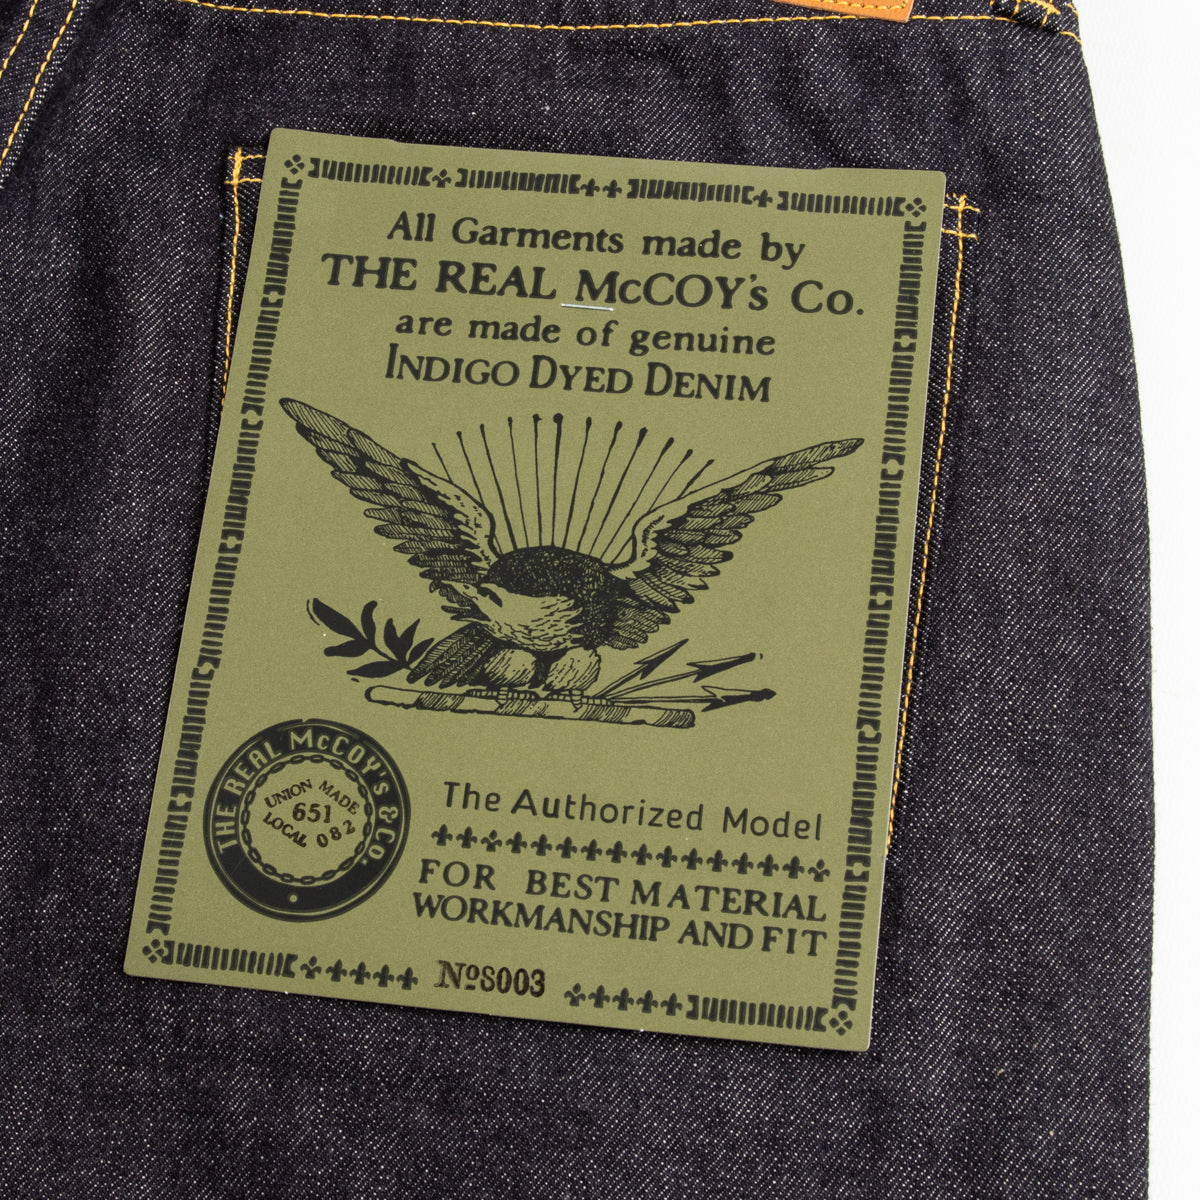 All Garments made by
THE REAL McCOY's Co.
are made of genuine
INDIGO DYED DENIM
THE REAL McCOY's & Co.
UNION MADE
651
LOCAL 082
The Authorized Model
FOR BEST MATERIAL
WORKMANSHIP AND FIT
NoS003